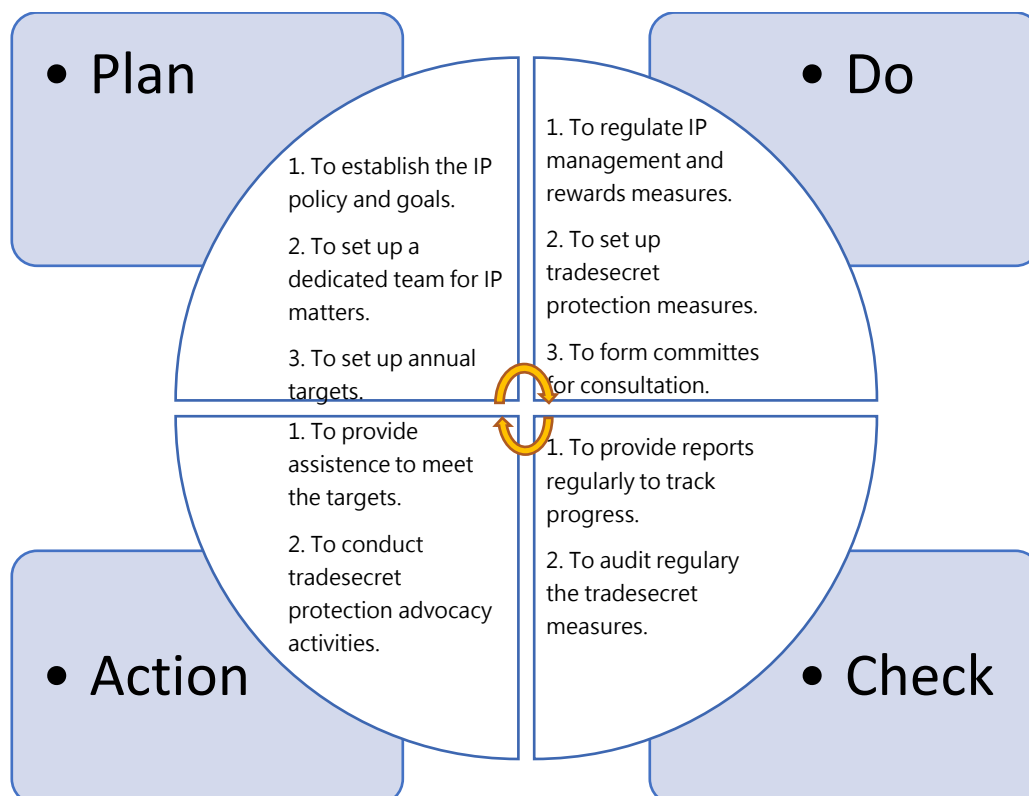 • Plan
1. To establish the IP
policy and goals.
2. To set up a
dedicated team for IP
matters.
3. To set up annual
targets.
• Do
1. To regulate IP
management and
rewards measures.
2. To set up
tradesecret
protection measures.
3. To form committes
for consultation.
1. To provide
assistence to meet
the targets.
2. To conduct
tradesecret
protection advocacy
activities.
• Action
1. To provide reports
regularly to track
progress.
2. To audit regulary
the tradesecret
measures.
• Check